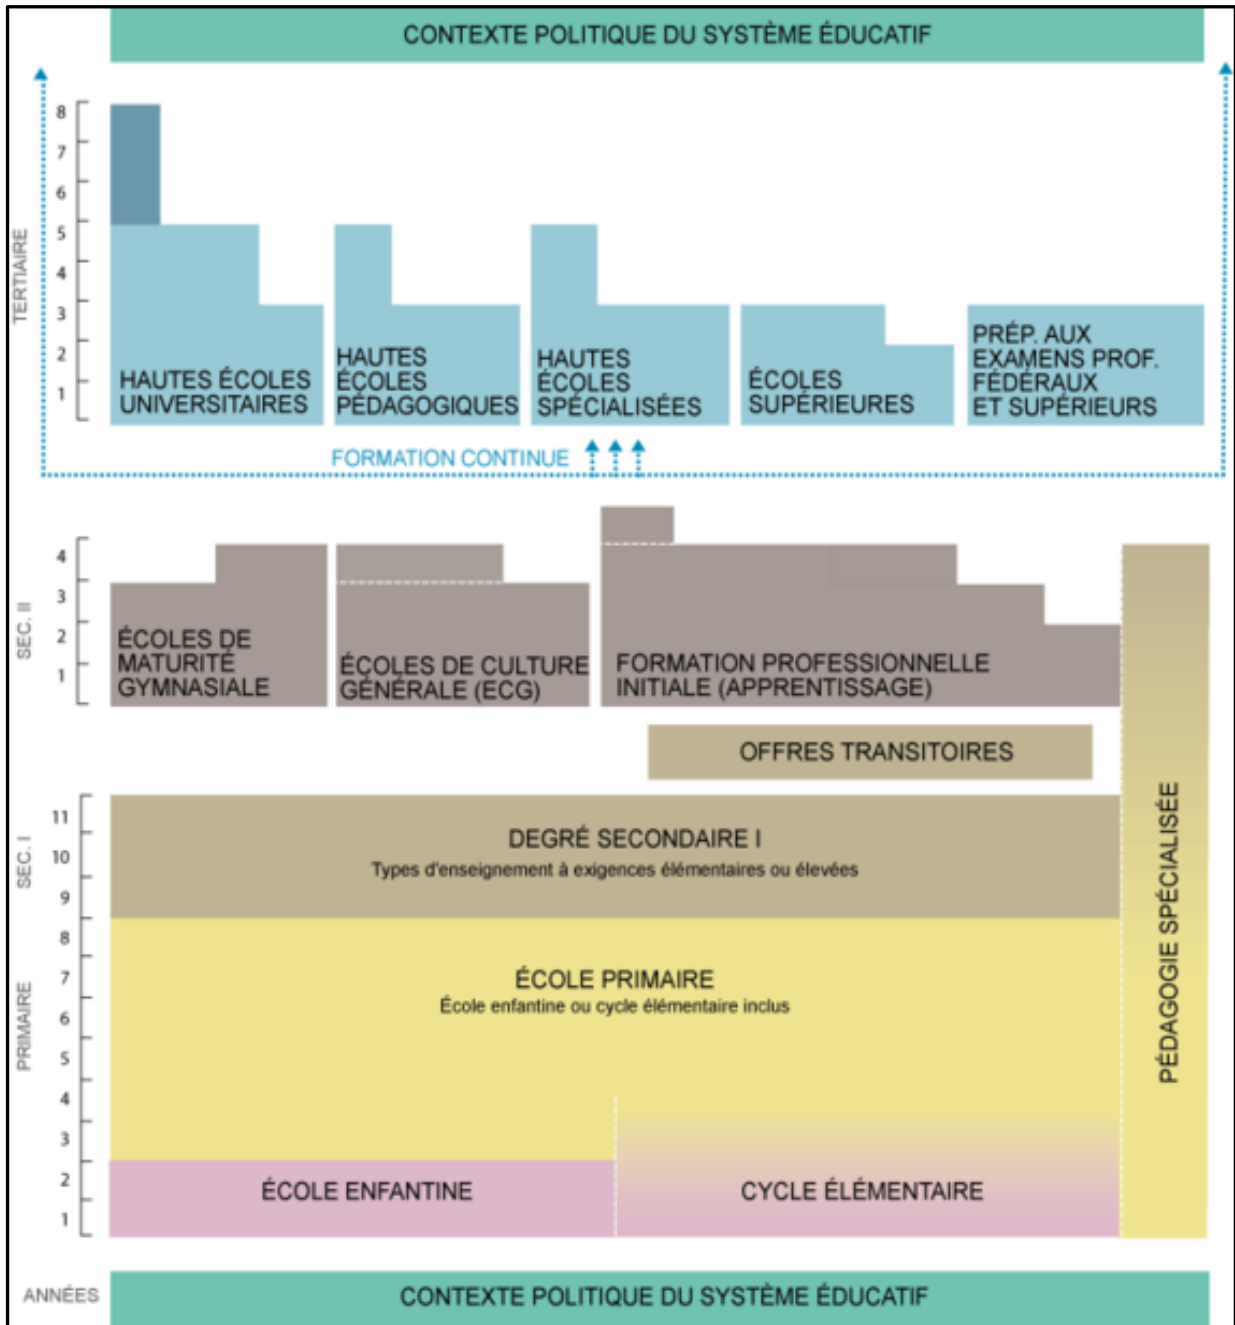 CONTEXTE POLITIQUE DU SYSTÈME ÉDUCATIF
TERTIAIRE
8
7
6
5
4
3
2
1
HAUTES ÉCOLES
UNIVERSITAIRES
HAUTES
ÉCOLES
PÉDAGOGIQUES
HAUTES
ÉCOLES
SPÉCIALISÉES
ÉCOLES
SUPÉRIEURES
PRÉP. AUX
EXAMENS PROF.
FÉDÉRAUX
ET SUPÉRIEURS
FORMATION CONTINUE
SEC. II
4
3
2
1
ÉCOLES DE
MATURITÉ
GYMNASIALE
ÉCOLES DE CULTURE
GÉNÉRALE (ECG)
FORMATION PROFESSIONNELLE
INITIALE (APPRENTISSAGE)
OFFRES TRANSITOIRES
PÉDAGOGIE SPÉCIALISÉE
SEC. I
11
10
9
DEGRÉ SECONDAIRE I
Types d'enseignement à exigences élémentaires ou élevées
PRIMAIRE
8
7
6
5
4
3
2
1
ÉCOLE PRIMAIRE
École enfantine ou cycle élémentaire inclus
ÉCOLE ENFANTINE
CYCLE ÉLÉMENTAIRE
ANNÉES
CONTEXTE POLITIQUE DU SYSTÈME ÉDUCATIF